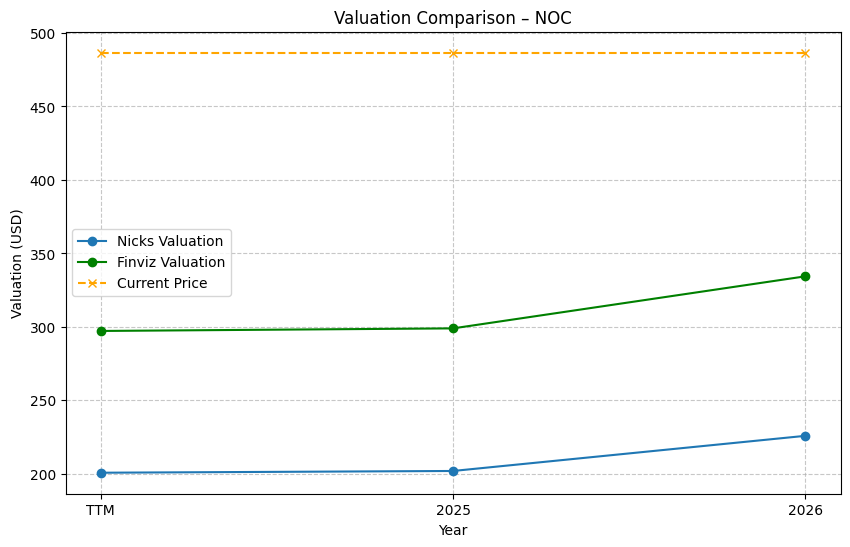 Valuation Comparison – NOC
Valuation (USD)
500
450
400
350
300
250
200
Nicks Valuation
Finviz Valuation
Current Price
TTM
2025
2026
Year